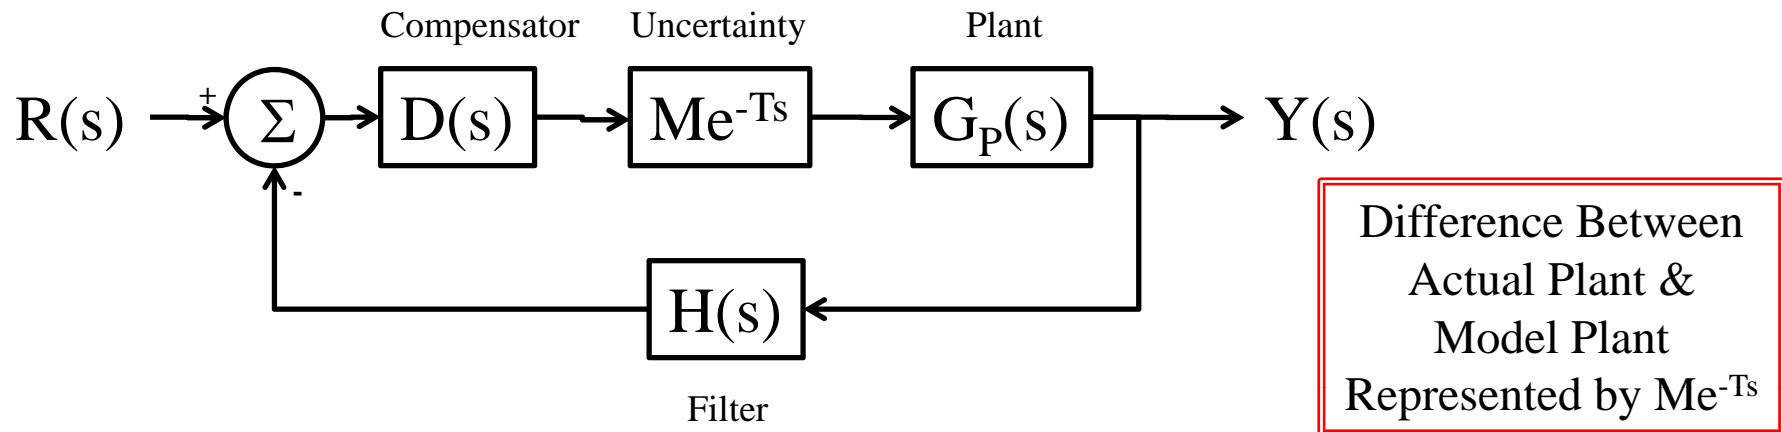 Compensator Uncertainty Plant
R(s) + Σ D(s) Me-Ts GP(s) Y(s)
-
H(s)
Filter
Difference Between
Actual Plant &
Model Plant
Represented by Me-Ts